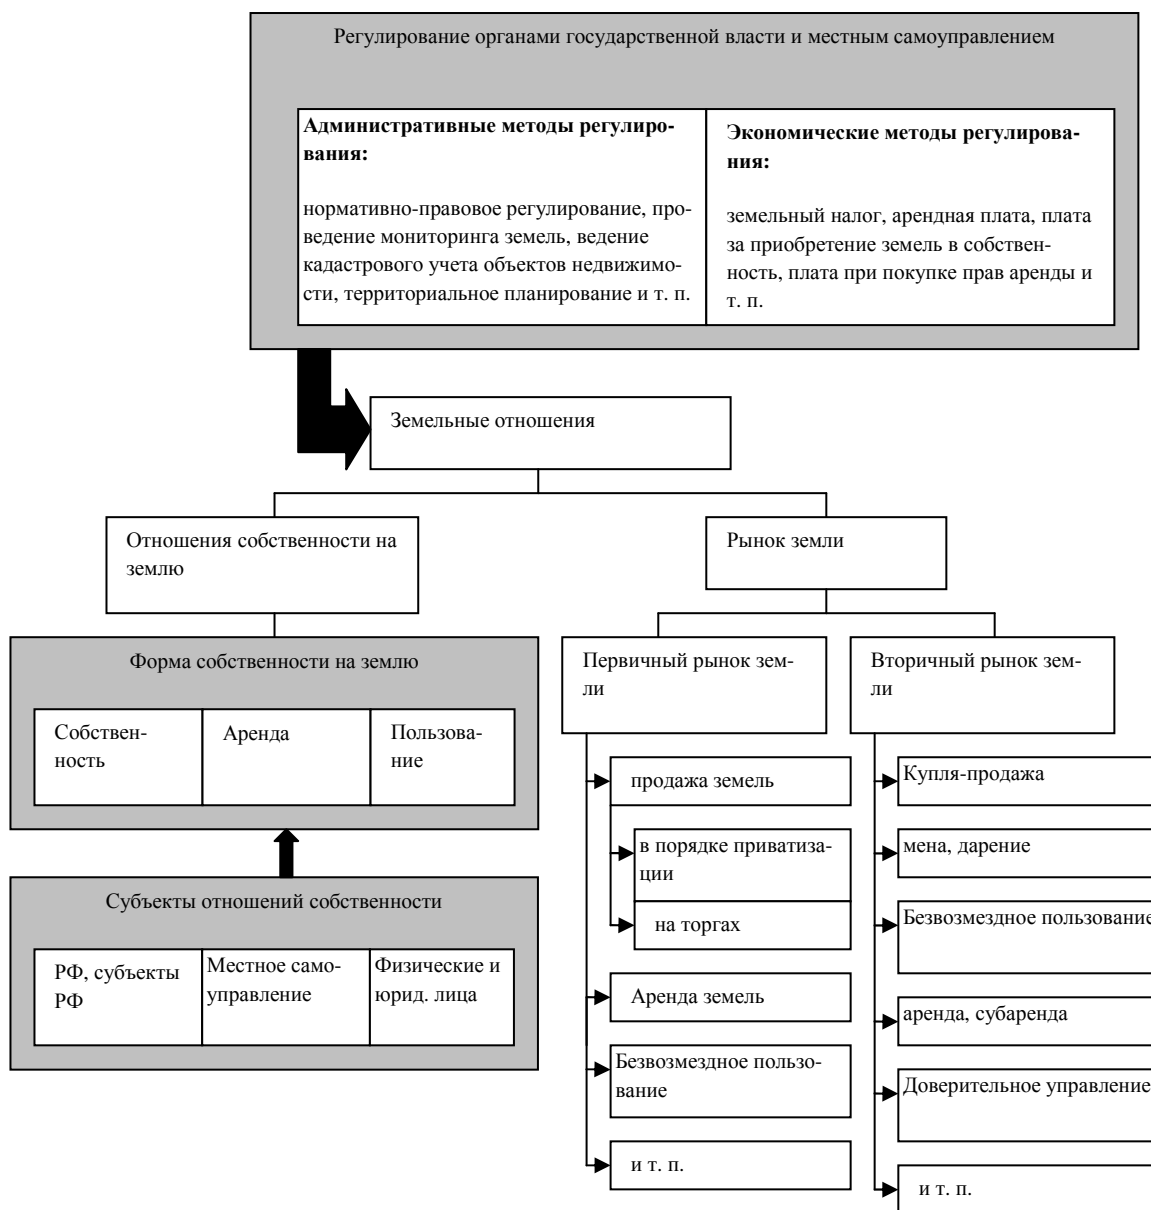 Регулирование органами государственной власти и местным самоуправлением
Административные методы регулиро-
вания:
нормативно-правовое регулирование, про-
ведение мониторинга земель, ведение
кадастрового учета объектов недвижимо-
сти, территориальное планирование и т. п.
Экономические методы регулирова-
ния:
земельный налог, арендная плата, плата
за приобретение земель в собствен-
ность, плата при покупке прав аренды и
т. п.
Земельные отношения
Отношения собственности на
землю
Рынок земли
Форма собственности на землю
Собствен-
ность
Аренда
Пользова-
ние
Субъекты отношений собственности
РФ, субъекты
РФ
Местное само-
управление
Физические и
юрид. лица
Первичный рынок зем-
ли
продажа земель
в порядке приватиза-
ции
на торгах
Аренда земель
Безвозмездное пользо-
вание
и т. п.
Вторичный рынок зем-
ли
Купля-продажа
мена, дарение
Безвозмездное пользование
аренда, субаренда
Доверительное управление
и т. п.